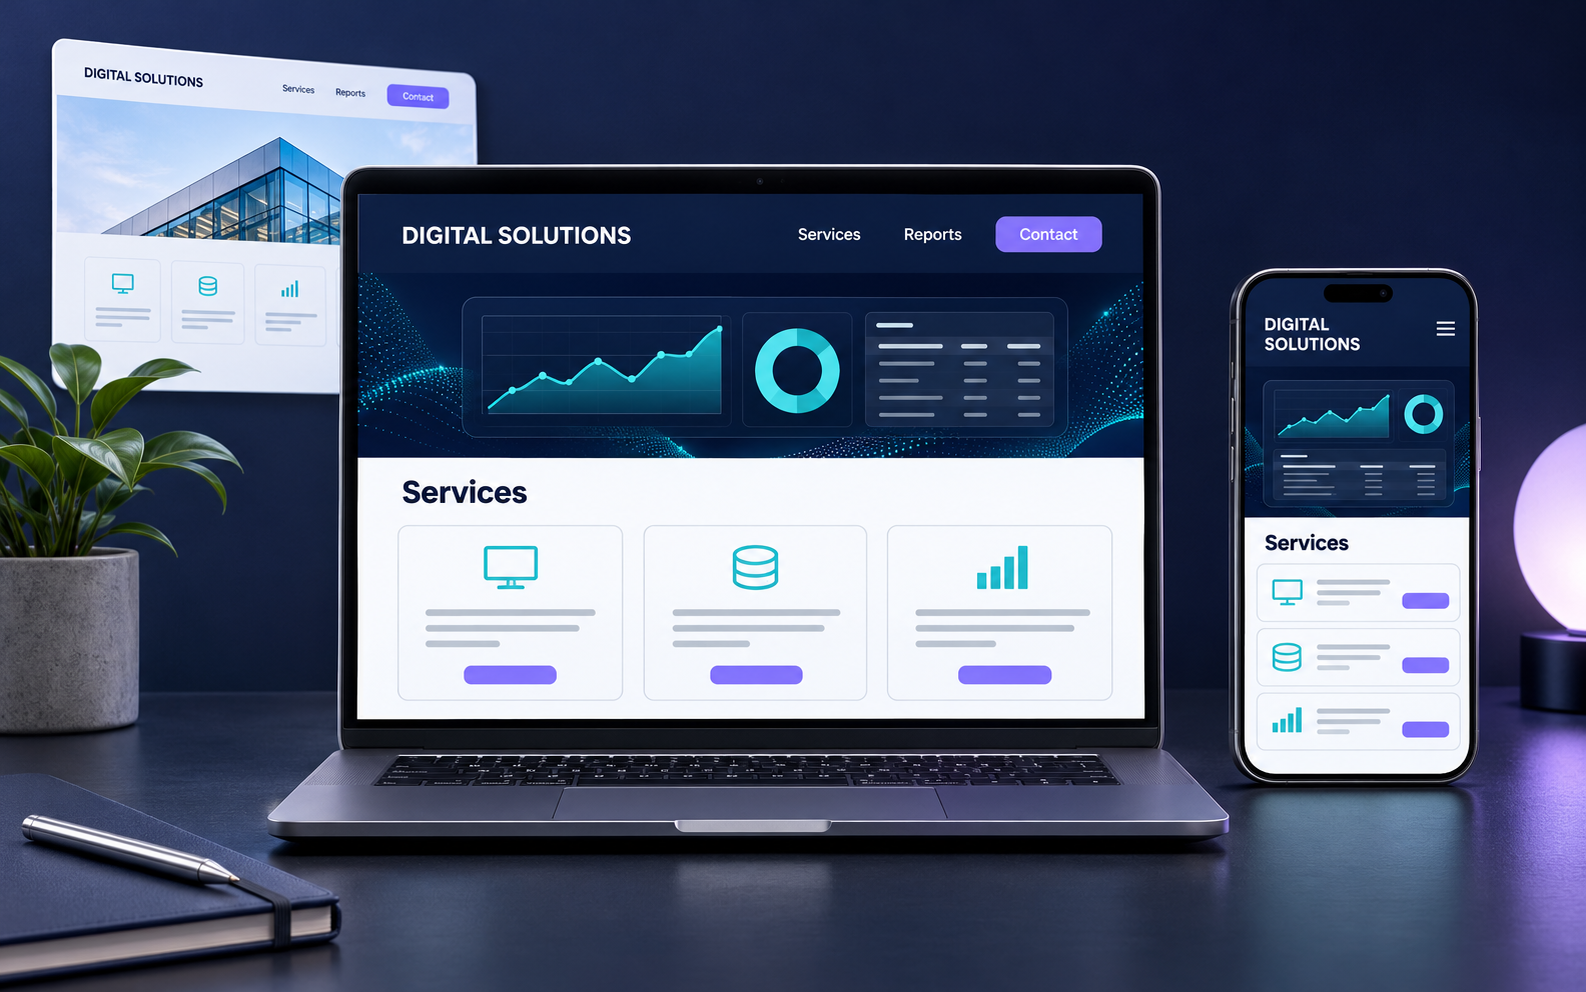 DIGITAL SOLUTIONS
Services
Reports
Contact
DIGITAL SOLUTIONS
Services
Reports
Contact
Services
DIGITAL
SOLUTIONS
Services